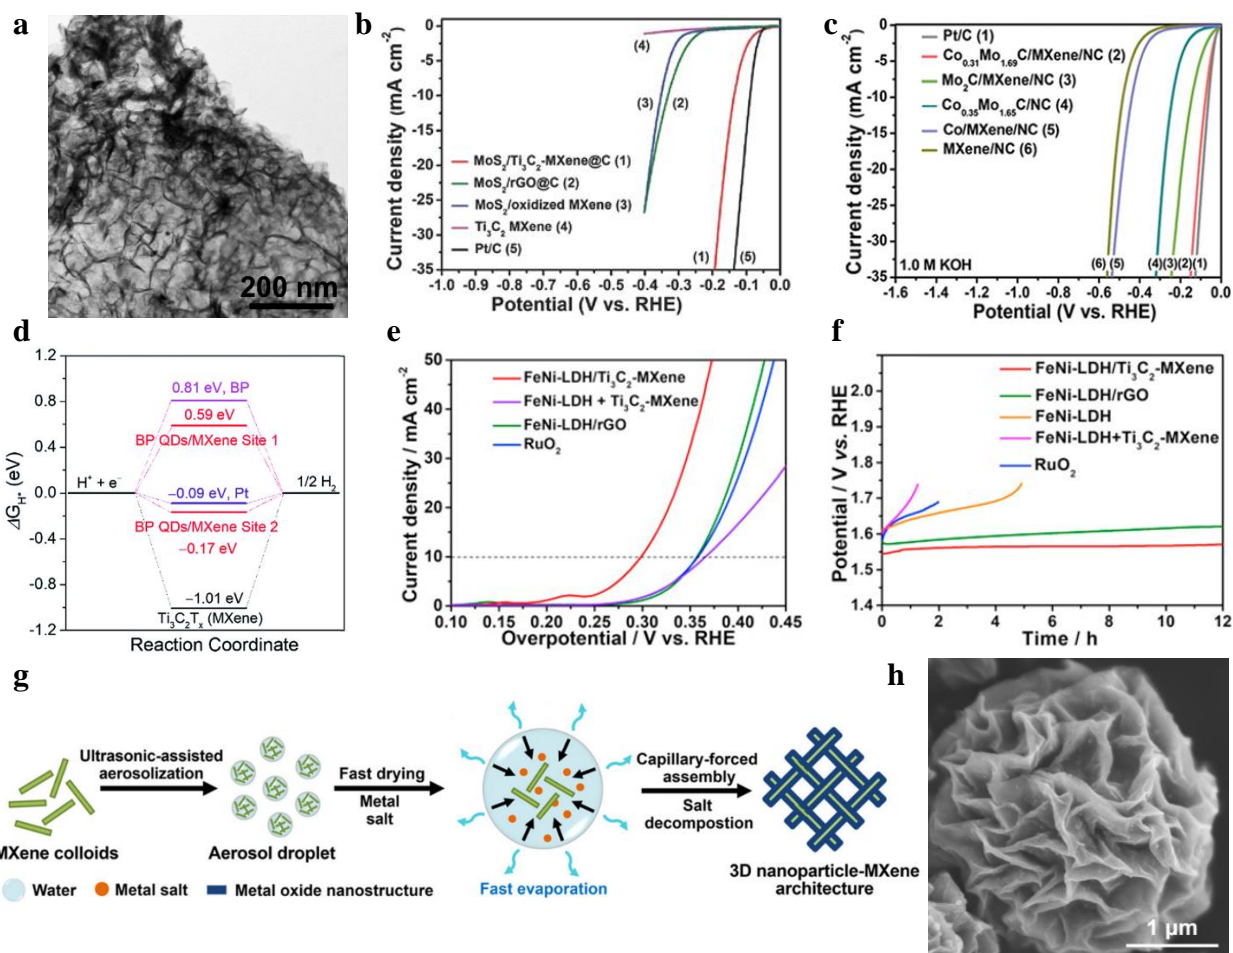 a
200 nm
b
0
-5
-10
-15
-20
-25
-30
-35
Current density (mA cm⁻²)
(4)
(3)
(2)
MoS₂/Ti₃C₂-MXene@C (1)
MoS₂/rGO@C (2)
MoS₂/oxidized MXene (3)
Ti₃C₂ MXene (4)
Pt/C (5)
(1)
(5)
-1.0 -0.9 -0.8 -0.7 -0.6 -0.5 -0.4 -0.3 -0.2 -0.1 -0.0
Potential (V vs. RHE)
c
0
-5
-10
-15
-20
-25
-30
-35
Current density (mA cm⁻²)
Pt/C (1)
Co₀.₃₁Mo₁.₆₉C/MXene/NC (2)
Mo₂C/MXene/NC (3)
Co₀.₃₅Mo₁.₆₅C/NC (4)
Co/MXene/NC (5)
MXene/NC (6)
1.0 M KOH
(6) (5) (4)(3)(2)(1)
-1.6 -1.4 -1.2 -1.0 -0.8 -0.6 -0.4 -0.2 0.0
Potential (V vs. RHE)
d
1.2
0.8
0.4
0.0
-0.4
-0.8
-1.2
ΔG_H* (eV)
0.81 eV, BP
0.59 eV
BP QDs/MXene Site 1
H⁺ + e⁻
1/2 H₂
−0.09 eV, Pt
BP QDs/MXene Site 2
−0.17 eV
−1.01 eV
Ti₃C₂Tₓ (MXene)
Reaction Coordinate
e
50
40
30
20
10
0
Current density / mA cm⁻²
FeNi-LDH/Ti₃C₂-MXene
FeNi-LDH + Ti₃C₂-MXene
FeNi-LDH/rGO
RuO₂
0.10 0.15 0.20 0.25 0.30 0.35 0.40 0.45
Overpotential / V vs. RHE
f
2.0
1.9
1.8
1.7
1.6
1.5
1.4
Potential / V vs. RHE
FeNi-LDH/Ti₃C₂-MXene
FeNi-LDH/rGO
FeNi-LDH
FeNi-LDH+Ti₃C₂-MXene
RuO₂
0 2 4 6 8 10 12
Time / h
g
Ultrasonic-assisted
aerosolization
Fast drying
Metal
salt
Capillary-forced
assembly
Salt
decompostion
MXene colloids
Aerosol droplet
Fast evaporation
3D nanoparticle-MXene
architecture
Water
Metal salt
Metal oxide nanostructure
h
1 µm